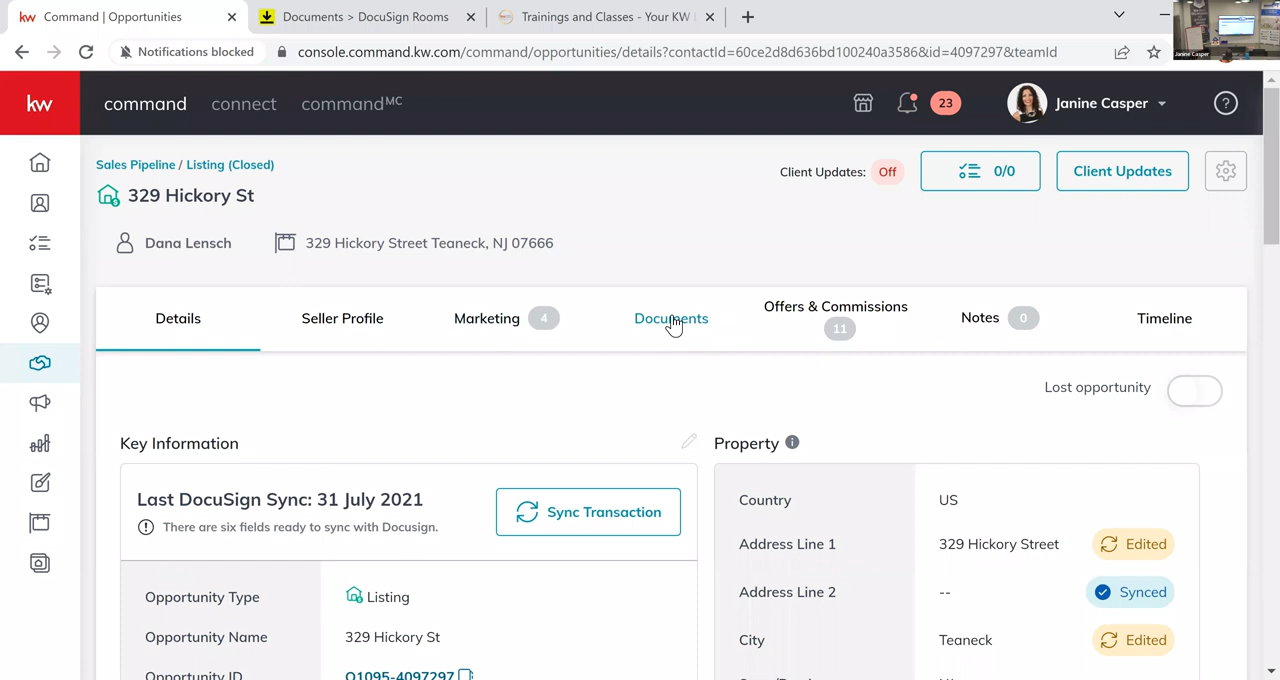 Command | Opportunities
Documents > DocuSign Rooms
Trainings and Classes - Your KW
Notifications blocked
console.command.kw.com/command/opportunities/details?contactId=60ce2d8d636bd100240a3586&id=4097297&teamId
Janine Casper
kw command connect commandMC
23
Janine Casper
Sales Pipeline / Listing (Closed)
329 Hickory St
Client Updates: Off
0/0
Client Updates
Dana Lensch
329 Hickory Street Teaneck, NJ 07666
Details
Seller Profile
Marketing 4
Documents
Offers & Commissions
11
Notes 0
Timeline
Lost opportunity
Key Information
Property
Last DocuSign Sync: 31 July 2021
There are six fields ready to sync with Docusign.
Sync Transaction
Country US
Address Line 1 329 Hickory Street Edited
Address Line 2 -- Synced
City Teaneck Edited
Opportunity Type Listing
Opportunity Name 329 Hickory St
Opportunity ID O1095-4097297